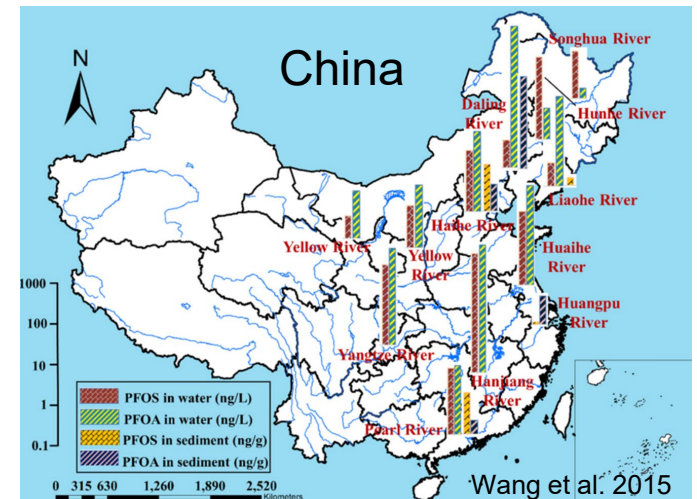 N
China
Songhua River
Daling
River
Hunhe River
Liaohe River
Haihe River
Yellow River
Yellow
River
Huaihe
River
Huangpu
River
1000
100
10
1
0.1
Yangtze River
Hanjiang
River
Pearl River
PFOS in water (ng/L)
PFOA in water (ng/L)
PFOS in sediment (ng/g)
PFOA in sediment (ng/g)
0 315 630 1,260 1,890 2,520
Kilometers
Wang et al. 2015